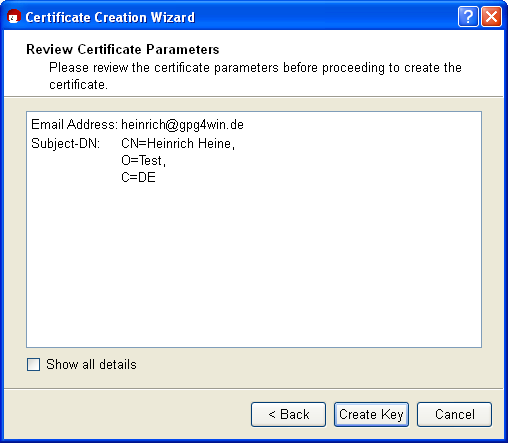 Certificate Creation Wizard
?
Review Certificate Parameters
Please review the certificate parameters before proceeding to create the
certificate.
Email Address: heinrich@gpg4win.de
Subject-DN: CN=Heinrich Heine,
O=Test,
C=DE
Show all details
< Back Create Key Cancel